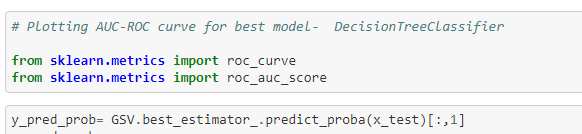 # Plotting AUC-ROC curve for best model-  DecisionTreeClassifier
from sklearn.metrics import roc_curve
from sklearn.metrics import roc_auc_score
y_pred_prob= GSV.best_estimator_.predict_proba(x_test)[:,1]